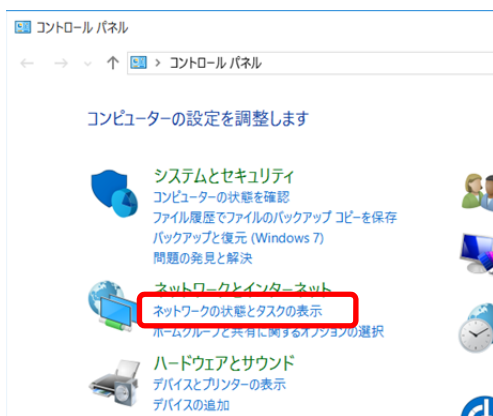 コントロール パネル
コントロール パネル
コンピューターの設定を調整します
システムとセキュリティ
コンピューターの状態を確認
ファイル履歴でファイルのバックアップ コピーを保存
バックアップと復元 (Windows 7)
問題の発見と解決
ネットワークとインターネット
ネットワークの状態とタスクの表示
ホームグループと共有に関するオプションの選択
ハードウェアとサウンド
デバイスとプリンターの表示
デバイスの追加